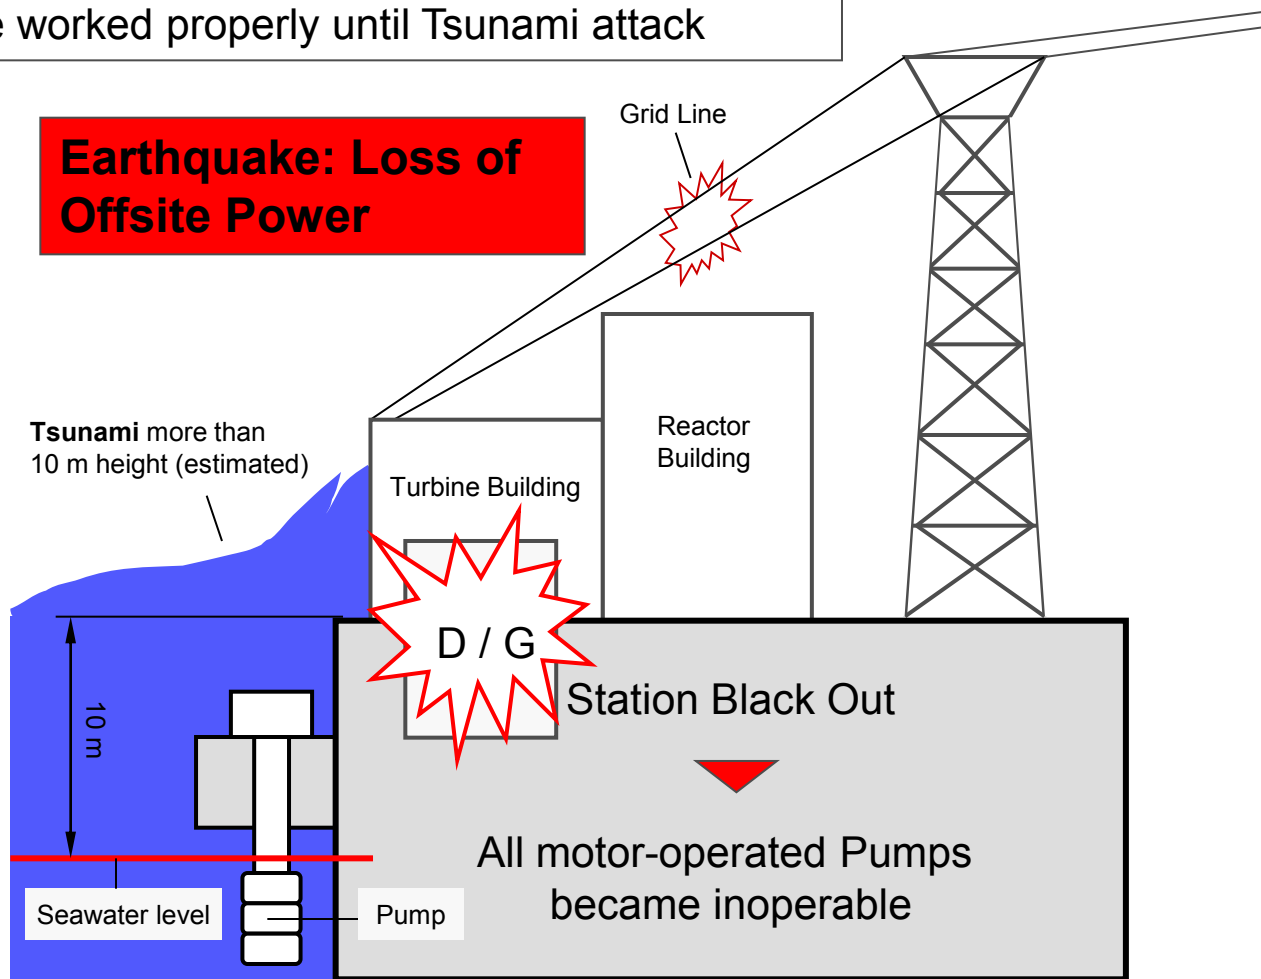 worked properly until Tsunami attack
Grid Line
Earthquake: Loss of
Offsite Power
Reactor
Building
Tsunami more than
10 m height (estimated)
Turbine Building
D / G
Station Black Out
10 m
All motor-operated Pumps
became inoperable
Seawater level
Pump